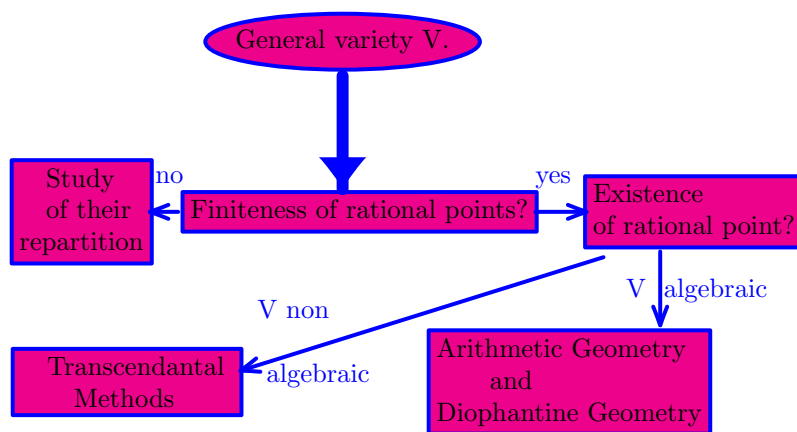 General variety V.
Study
of their
repartition
no
Finiteness of rational points?
yes
Existence
of rational point?
V non
algebraic
V algebraic
Transcendantal
Methods
Arithmetic Geometry
and
Diophantine Geometry